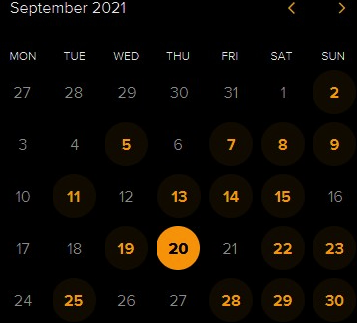 September 2021 < >
MON TUE WED THU FRI SAT SUN
27 28 29 30 31 1 2
3 4 5 6 7 8 9
10 11 12 13 14 15 16
17 18 19 20 21 22 23
24 25 26 27 28 29 30